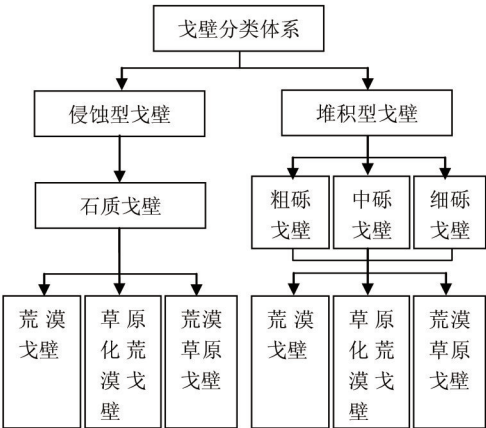 戈壁分类体系
侵蚀型戈壁
堆积型戈壁
石质戈壁
粗砾
戈壁
中砾
戈壁
细砾
戈壁
荒漠
戈壁
草原
化荒
漠戈
壁
荒漠
草原
戈壁
荒漠
戈壁
草原
化荒
漠戈
壁
荒漠
草原
戈壁